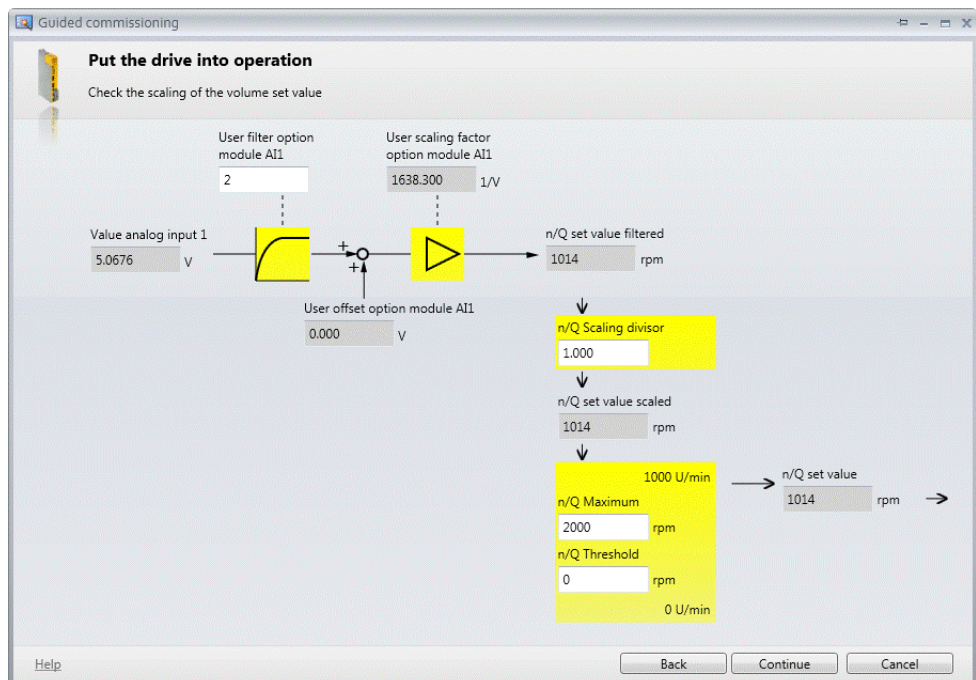 Guided commissioning
Put the drive into operation
Check the scaling of the volume set value
User filter option
module AI1
2
User scaling factor
option module AI1
1638.300 1/V
Value analog input 1
5.0676 V
+
+
n/Q set value filtered
1014 rpm
User offset option module AI1
0.000 V
n/Q Scaling divisor
1.000
n/Q set value scaled
1014 rpm
1000 U/min
n/Q Maximum
2000 rpm
n/Q Threshold
0 rpm
0 U/min
n/Q set value
1014 rpm
Help
Back
Continue
Cancel